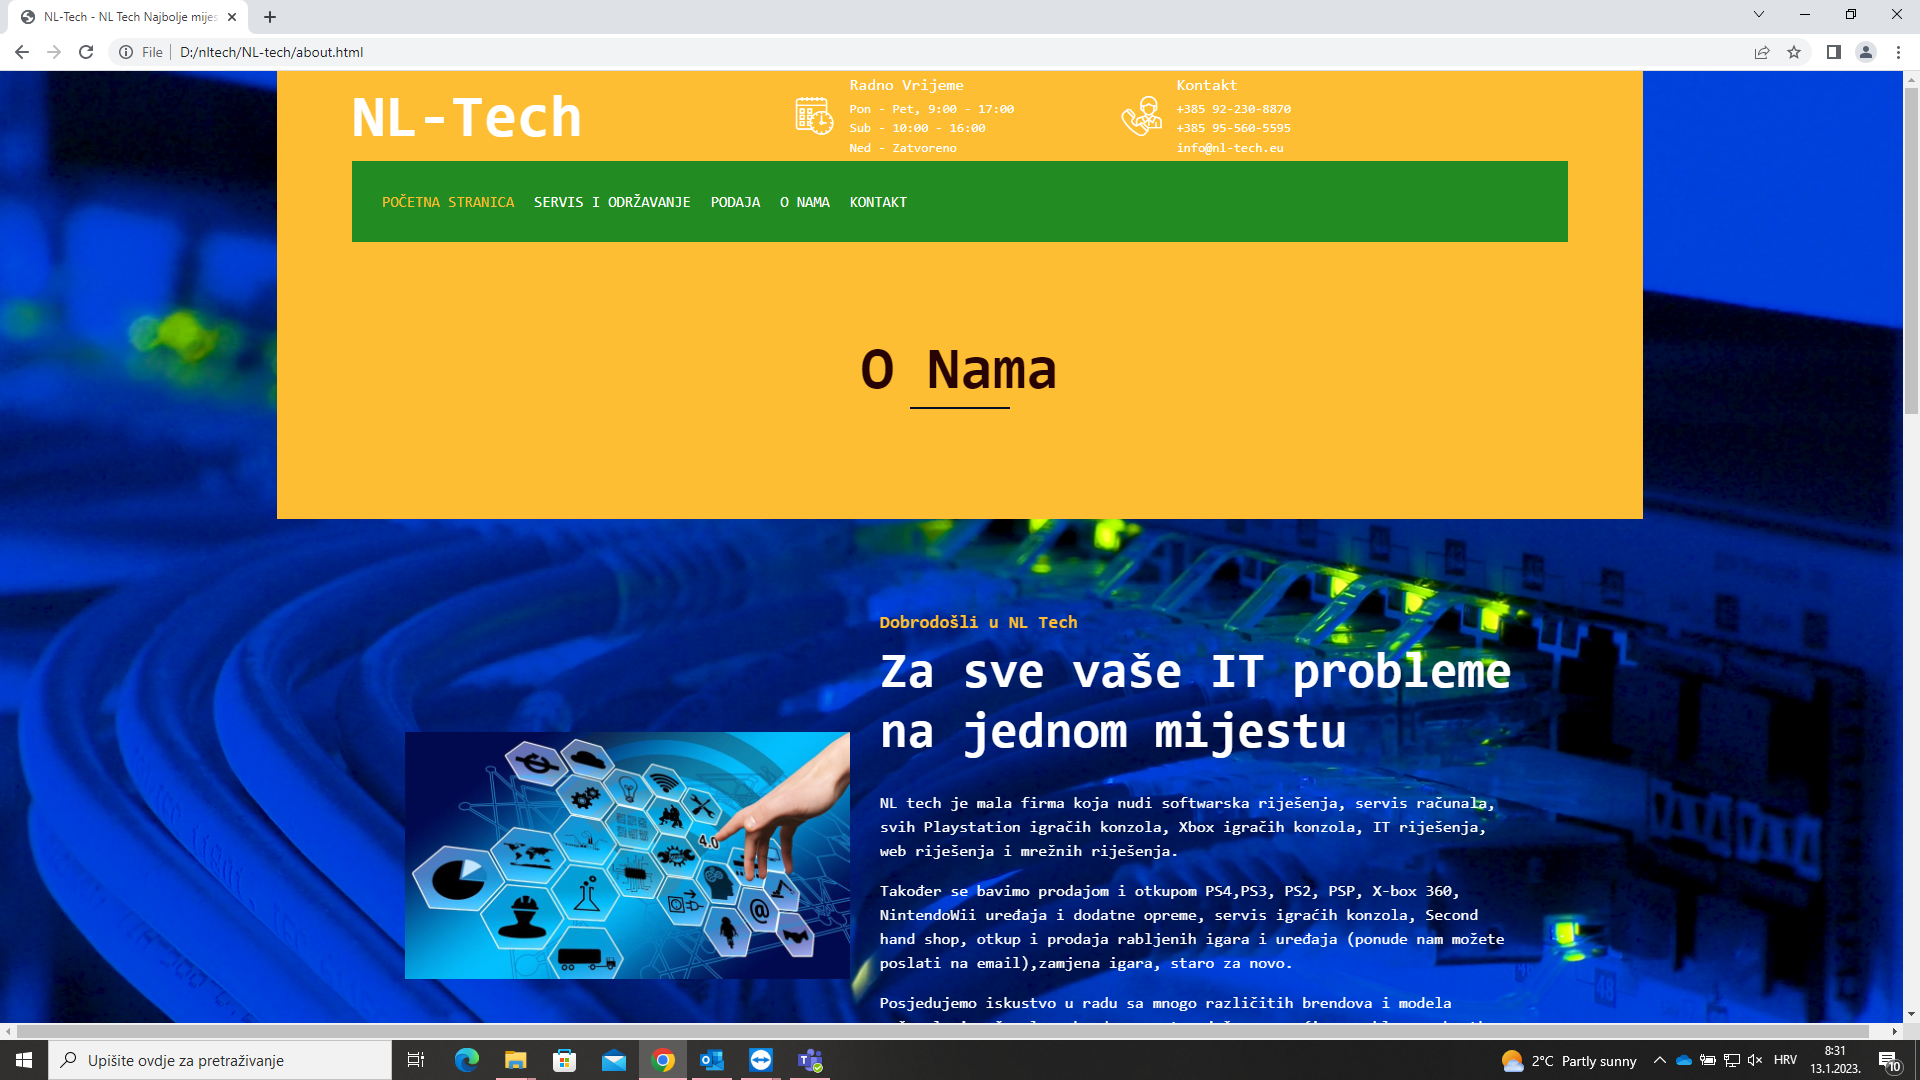 NL-Tech - NL Tech Najbolje mijes
File
D:/nltech/NL-tech/about.html
NL-Tech
Radno Vrijeme
Pon - Pet, 9:00 - 17:00
Sub - 10:00 - 16:00
Ned - Zatvoreno
Kontakt
+385 92-230-8870
+385 95-560-5595
info@nl-tech.eu
POČETNA STRANICA SERVIS I ODRŽAVANJE PODAJA O NAMA KONTAKT
O Nama
Dobrodošli u NL Tech
Za sve vaše IT probleme
na jednom mijestu
4.0
@
NL tech je mala firma koja nudi softwarska riješenja, servis računala,
svih Playstation igračih konzola, Xbox igračih konzola, IT riješenja,
web riješenja i mrežnih riješenja.
Također se bavimo prodajom i otkupom PS4,PS3, PS2, PSP, X-box 360,
NintendoWii uređaja i dodatne opreme, servis igraćih konzola, Second
hand shop, otkup i prodaja rabljenih igara i uređaja (ponude nam možete
poslati na email),zamjena igara, staro za novo.
Posjedujemo iskustvo u radu sa mnogo različitih brendova i modela
Upišite ovdje za pretraživanje
2°C Partly sunny
HRV
8:31
13.1.2023.
10